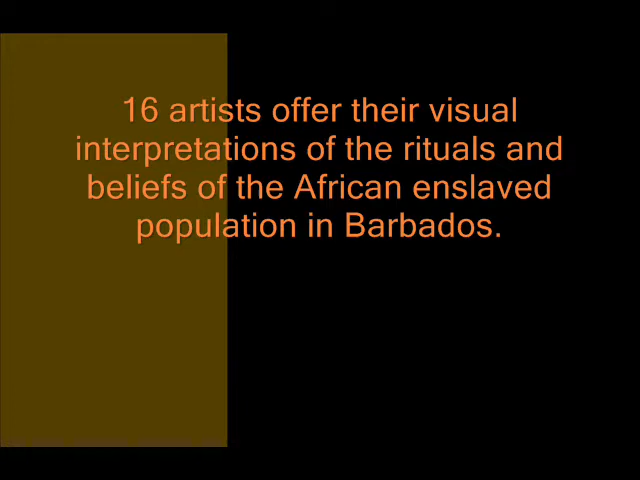 16 artists offer their visual
interpretations of the rituals and
beliefs of the African enslaved
population in Barbados.